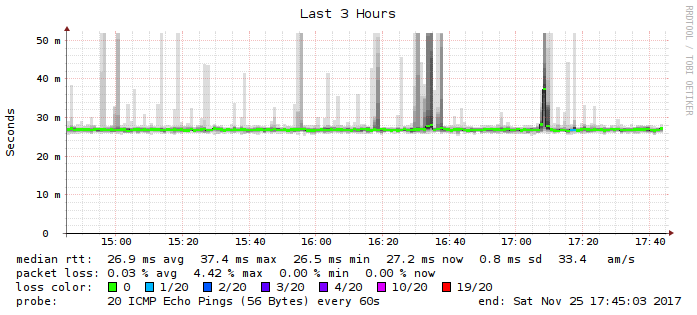 Last 3 Hours
RRDTOOL / TOBI OETIKER
Seconds
50 m
40 m
30 m
20 m
10 m
0
15:00 15:20 15:40 16:00 16:20 16:40 17:00 17:20 17:40
median rtt: 26.9 ms avg 37.4 ms max 26.5 ms min 27.2 ms now 0.8 ms sd 33.4 am/s
packet loss: 0.03 % avg 4.42 % max 0.00 % min 0.00 % now
loss color: 0 1/20 2/20 3/20 4/20 10/20 19/20
probe: 20 ICMP Echo Pings (56 Bytes) every 60s end: Sat Nov 25 17:45:03 2017